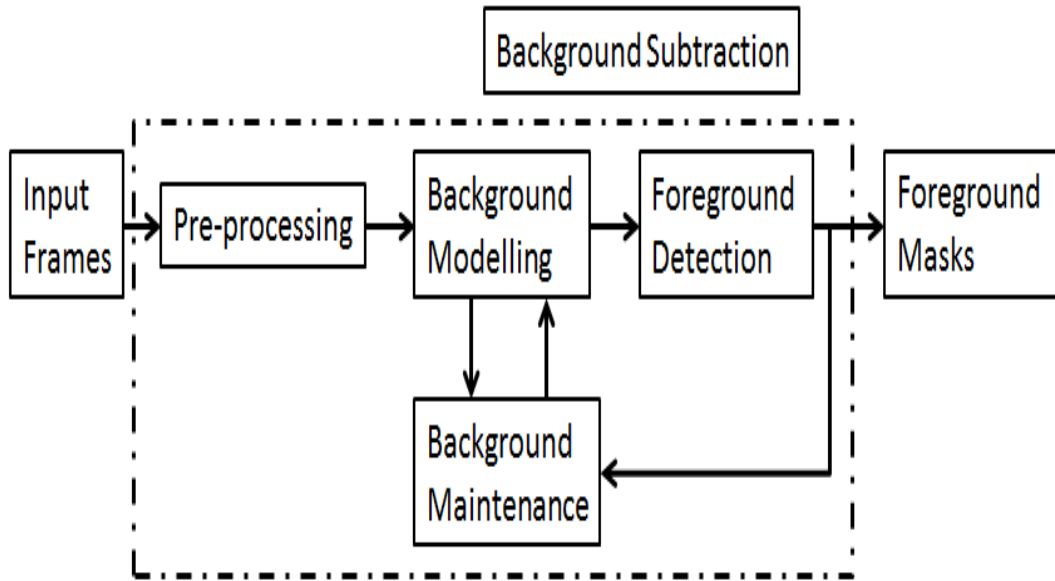 Background Subtraction
Input
Frames
Pre-processing
Background
Modelling
Foreground
Detection
Foreground
Masks
Background
Maintenance